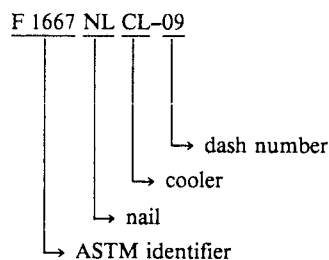 F 1667 NL CL-09
dash number
cooler
nail
ASTM identifier